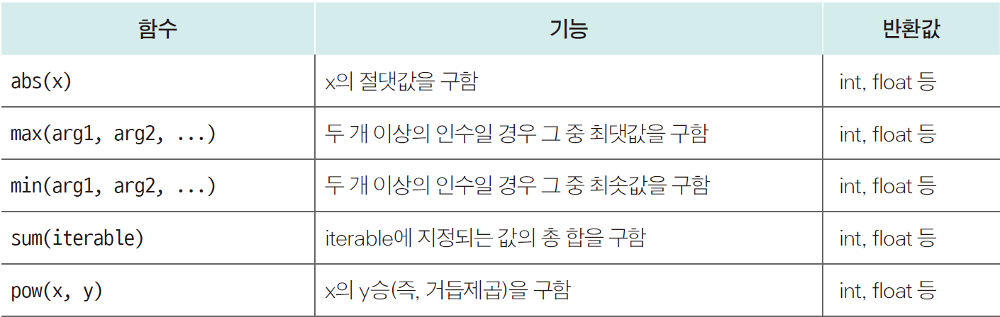 함수 기능 반환값
abs(x) x의 절댓값을 구함 int, float 등
max(arg1, arg2, ...) 두 개 이상의 인수일 경우 그 중 최댓값을 구함 int, float 등
min(arg1, arg2, ...) 두 개 이상의 인수일 경우 그 중 최솟값을 구함 int, float 등
sum(iterable) iterable에 지정되는 값의 총 합을 구함 int, float 등
pow(x, y) x의 y승(즉, 거듭제곱)을 구함 int, float 등